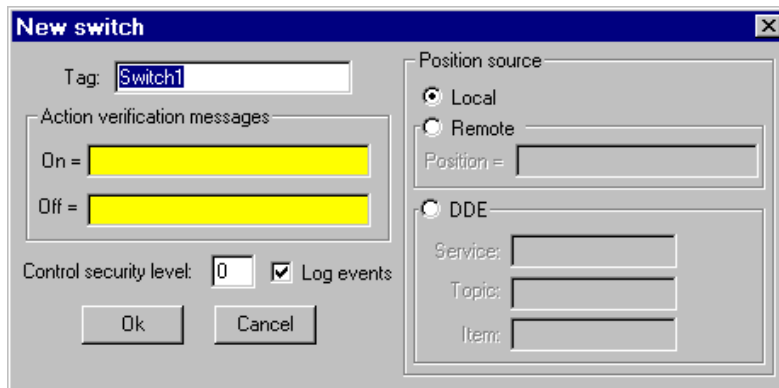 New switch
Tag: Switch1
Action verification messages
On =
Off =
Control security level: 0 Log events
Ok Cancel
Position source
Local
Remote
Position =
DDE
Service:
Topic:
Item: